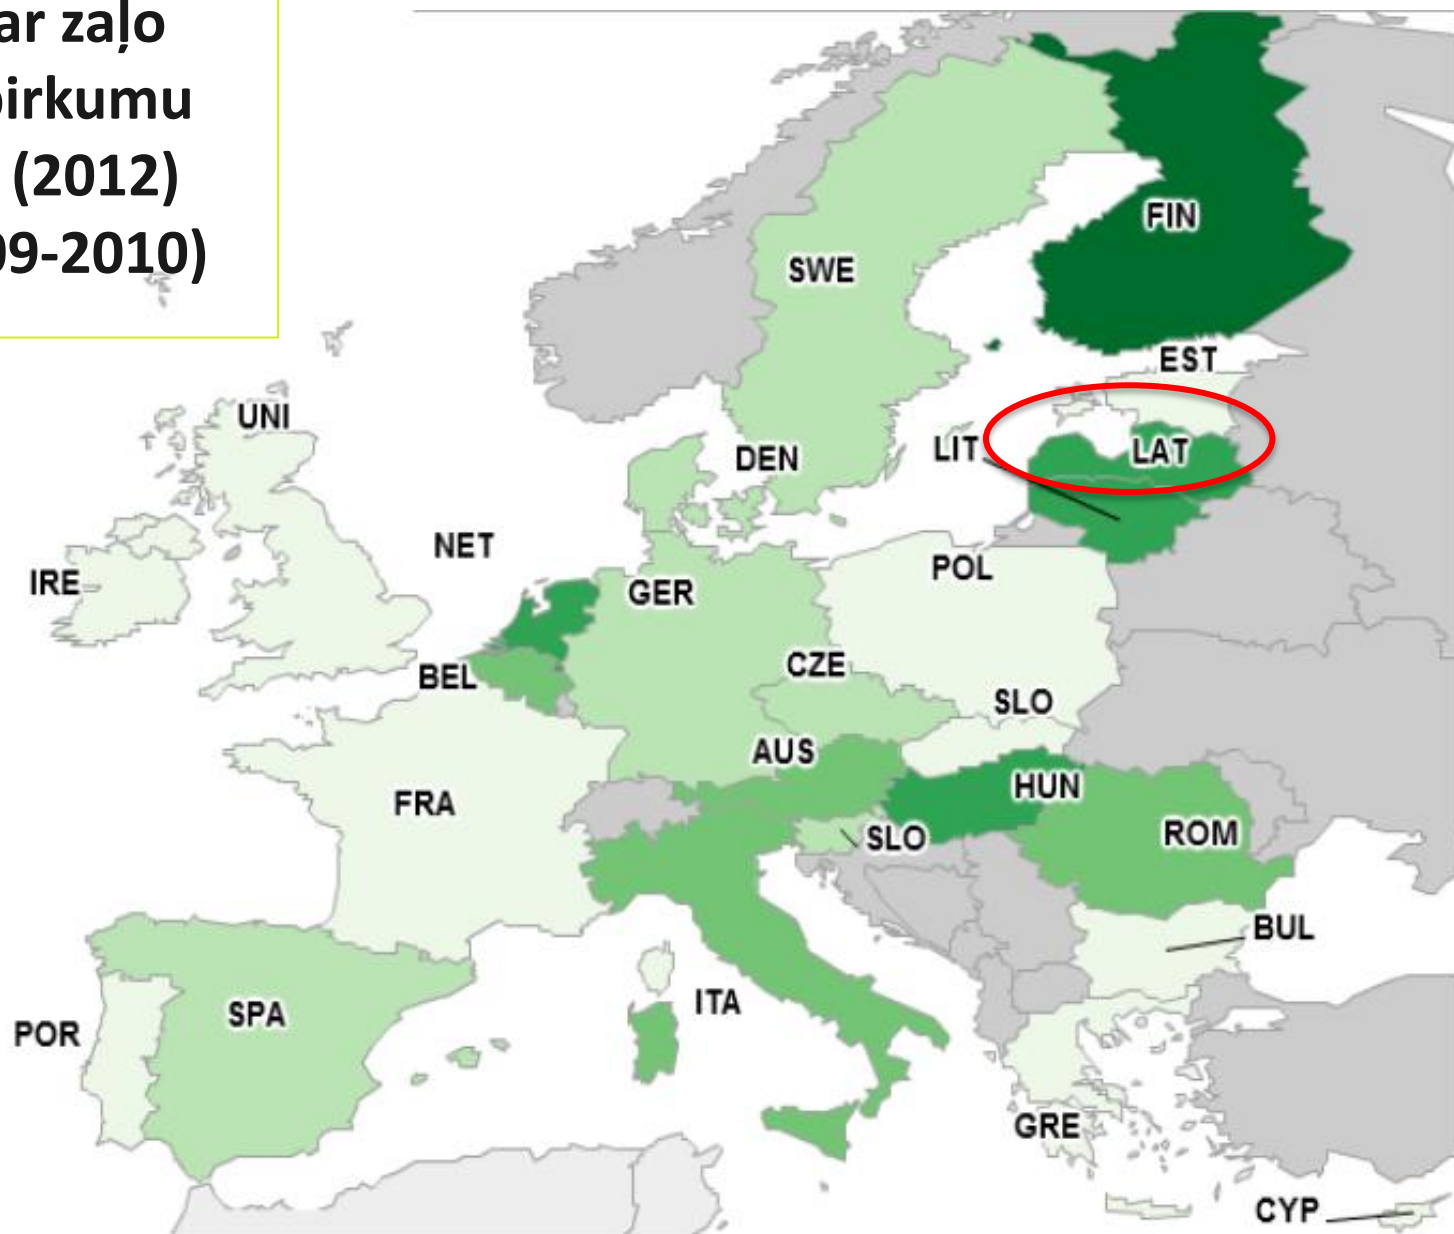 ar zaļo
pirkumu
(2012)
09-2010)
FIN
SWE
EST
UNI
LIT
LAT
DEN
NET
POL
IRE
GER
BEL
CZE
SLO
AUS
HUN
FRA
SLO
ROM
BUL
SPA
ITA
POR
GRE
CYP